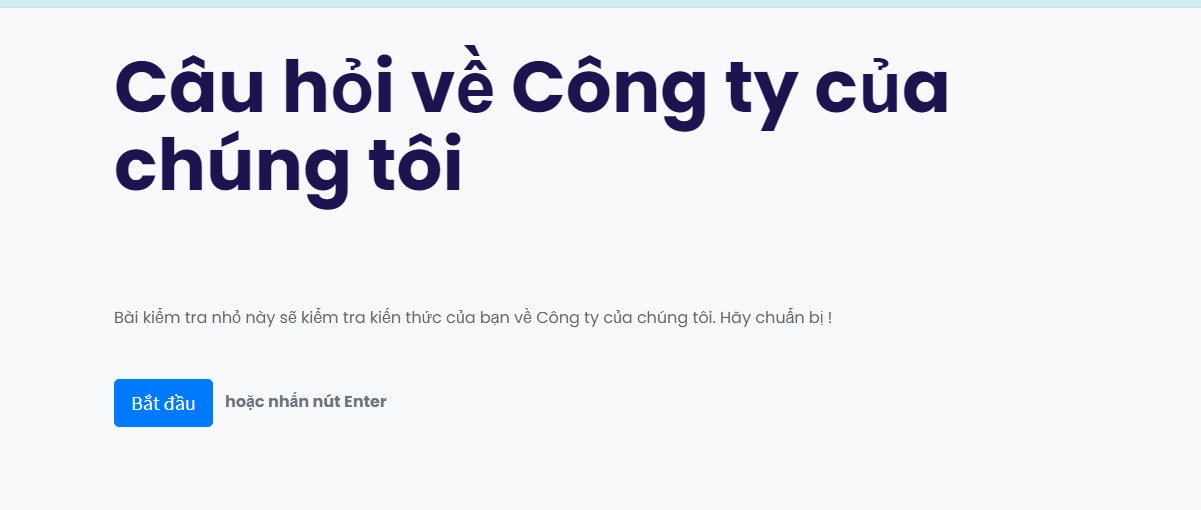 Câu hỏi về Công ty của
chúng tôi
Bài kiểm tra nhỏ này sẽ kiểm tra kiến thức của bạn về Công ty của chúng tôi. Hãy chuẩn bị !
Bắt đầu hoặc nhấn nút Enter